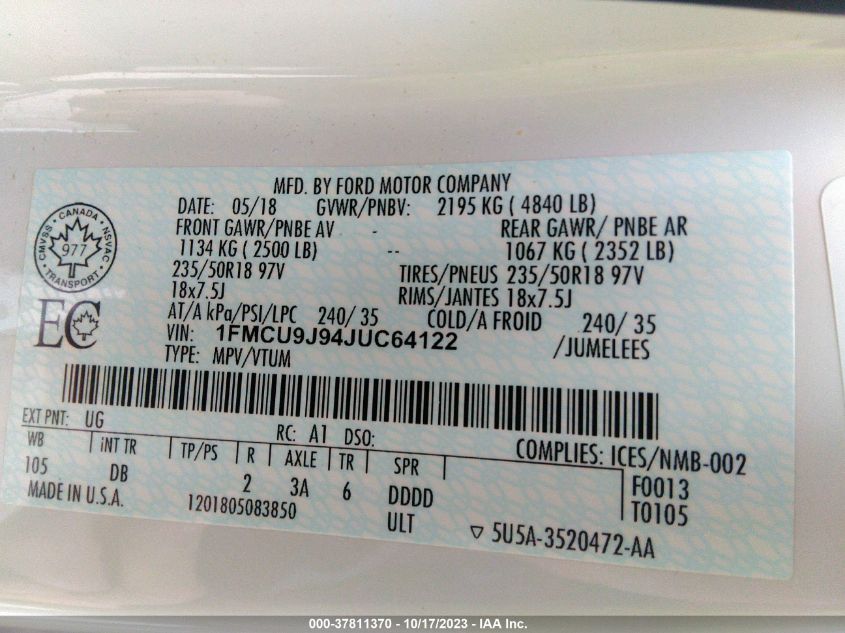 MFD. BY FORD MOTOR COMPANY
DATE: 05/18 GVWR/PNBV: 2195 KG ( 4840 LB)
FRONT GAWR/PNBE AV - REAR GAWR/ PNBE AR
1134 KG ( 2500 LB) -- 1067 KG ( 2352 LB)
235/50R18 97V TIRES/PNEUS 235/50R18 97V
18x7.5J RIMS/JANTES 18x7.5J
AT/A kPa/PSI/LPC 240/ 35 COLD/A FROID 240/ 35
VIN: 1FMCU9J94JUC64122 /JUMELEES
TYPE: MPV/VTUM
CANADA
CMVSS 977 NSVAC
TRANSPORT
EC
EXT PNT: UG RC: A1 DSO: COMPLIES: ICES/NMB-002
WB INT TR TP/PS R AXLE TR SPR F0013
105 DB 2 3A 6 DDDD T0105
MADE IN U.S.A. 1201805083850 ULT 5U5A-3520472-AA
000-37811370 - 10/17/2023 - IAA Inc.